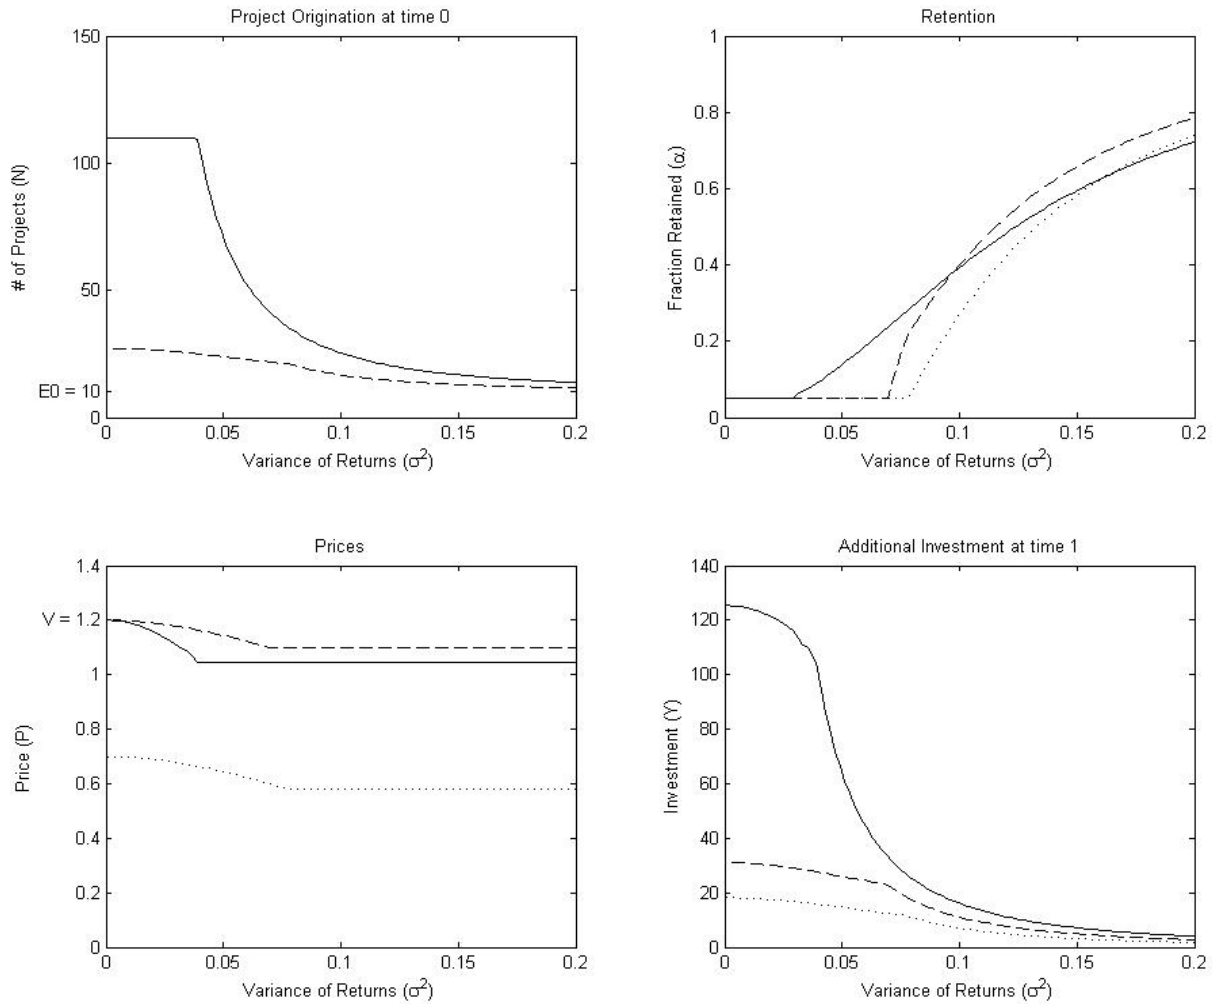 Project Origination at time 0
150
100
50
E0 = 10
0
# of Projects (N)
0 0.05 0.1 0.15 0.2
Variance of Returns (σ²)
Retention
1
0.8
0.6
0.4
0.2
0
Fraction Retained (α)
0 0.05 0.1 0.15 0.2
Variance of Returns (σ²)
Prices
1.4
V = 1.2
1
0.8
0.6
0.4
0.2
0
Price (P)
0 0.05 0.1 0.15 0.2
Variance of Returns (σ²)
Additional Investment at time 1
140
120
100
80
60
40
20
0
Investment (Y)
0 0.05 0.1 0.15 0.2
Variance of Returns (σ²)